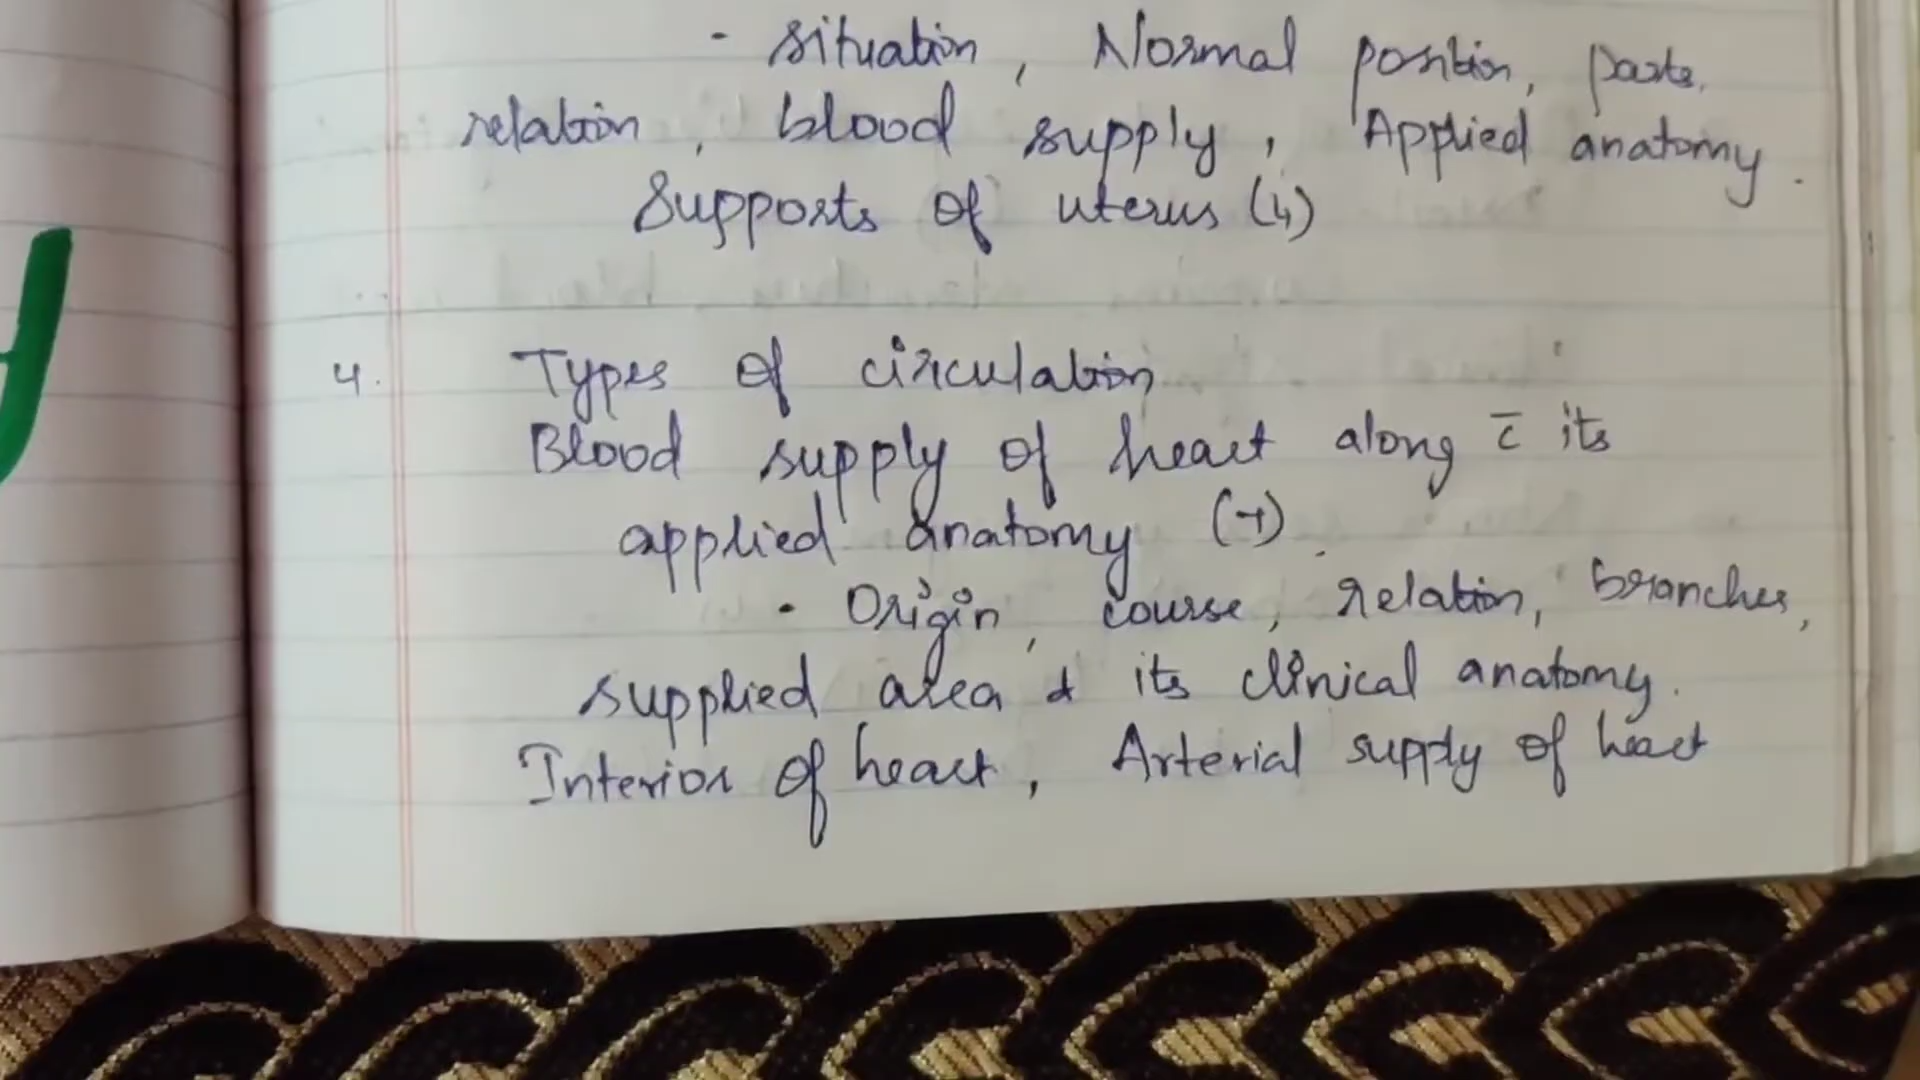 - Situation, Normal position, parts,
relation, blood supply, Applied anatomy.
Supports of uterus (4)
4. Types of circulation
Blood supply of heart along c̄ its
applied anatomy (7).
• Origin, course, relation, branches,
supplied area & its clinical anatomy.
Interior of heart, Arterial supply of heart